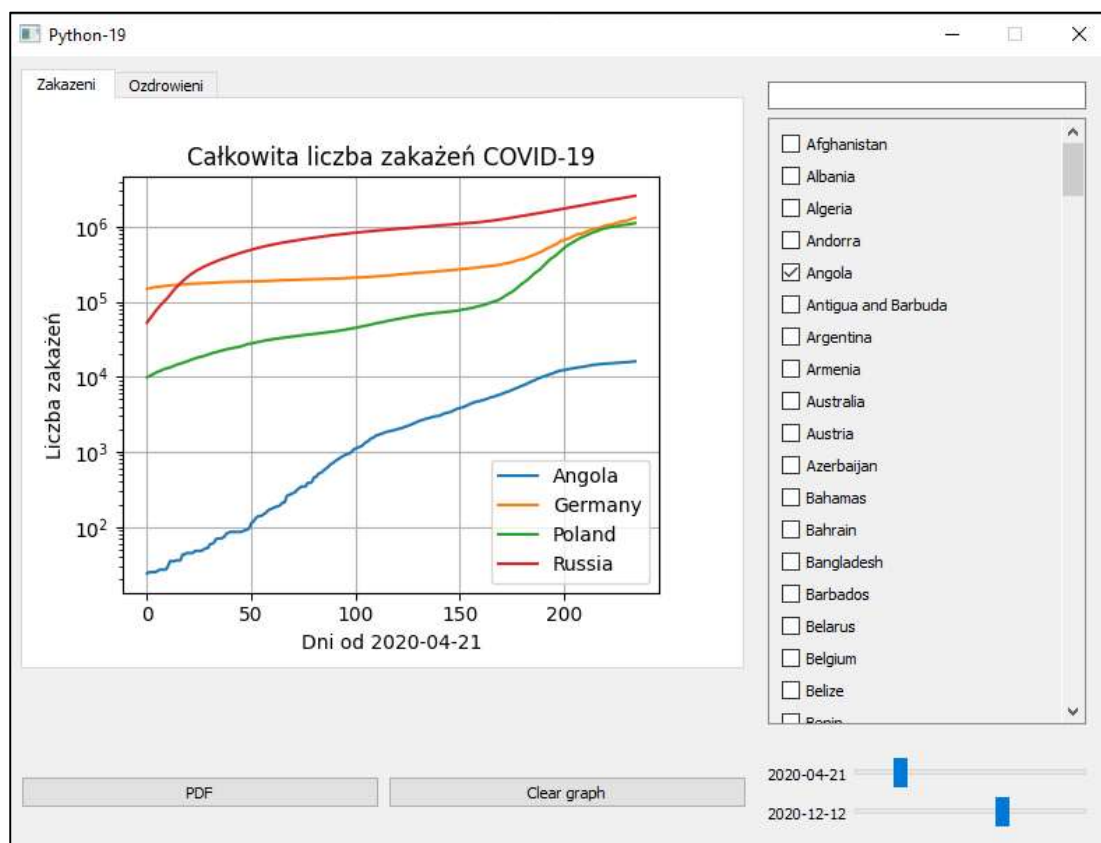 Python-19
Zakazeni
Ozdrowieni
Całkowita liczba zakażeń COVID-19
10^6
10^5
10^4
10^3
10^2
Liczba zakażeń
Angola
Germany
Poland
Russia
0 50 100 150 200
Dni od 2020-04-21
PDF
Clear graph
Afghanistan
Albania
Algeria
Andorra
Angola
Antigua and Barbuda
Argentina
Armenia
Australia
Austria
Azerbaijan
Bahamas
Bahrain
Bangladesh
Barbados
Belarus
Belgium
Belize
Benin
2020-04-21
2020-12-12